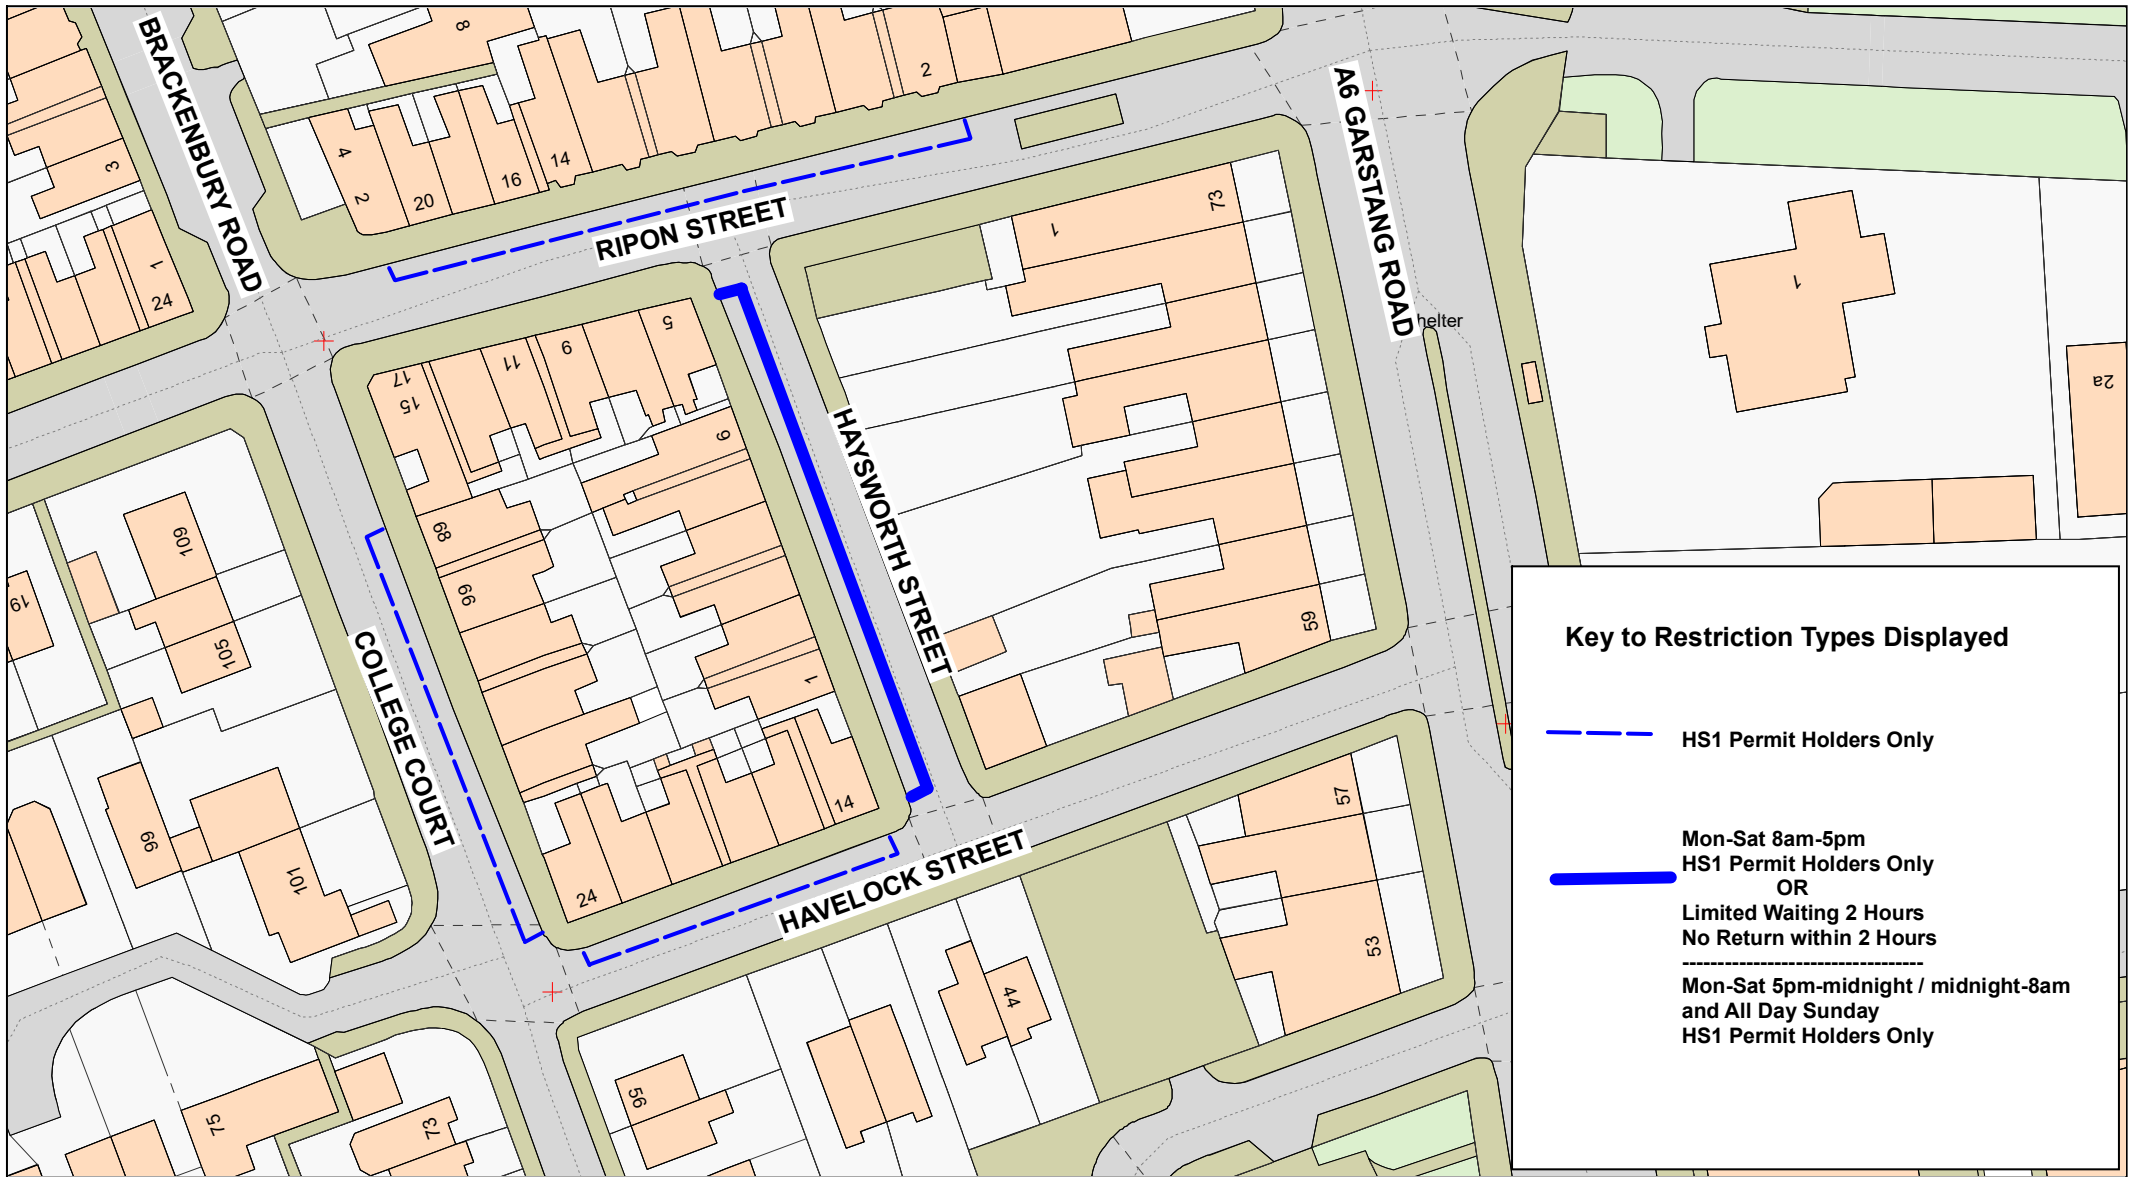 BRACKENBURY ROAD
8
2
A6 GARSTANG ROAD
3
4
2
20
16
14
73
1
RIPON STREET
1
24
1
helter
2a
17
15
11
9
5
HAYSWORTH STREET
6
68
66
109
105
19
59
1
COLLEGE COURT
14
24
HAVELOCK STREET
99
101
57
53
44
56
75
73
Key to Restriction Types Displayed
HS1 Permit Holders Only
Mon-Sat 8am-5pm
HS1 Permit Holders Only
OR
Limited Waiting 2 Hours
No Return within 2 Hours
----------------------------------
Mon-Sat 5pm-midnight / midnight-8am
and All Day Sunday
HS1 Permit Holders Only